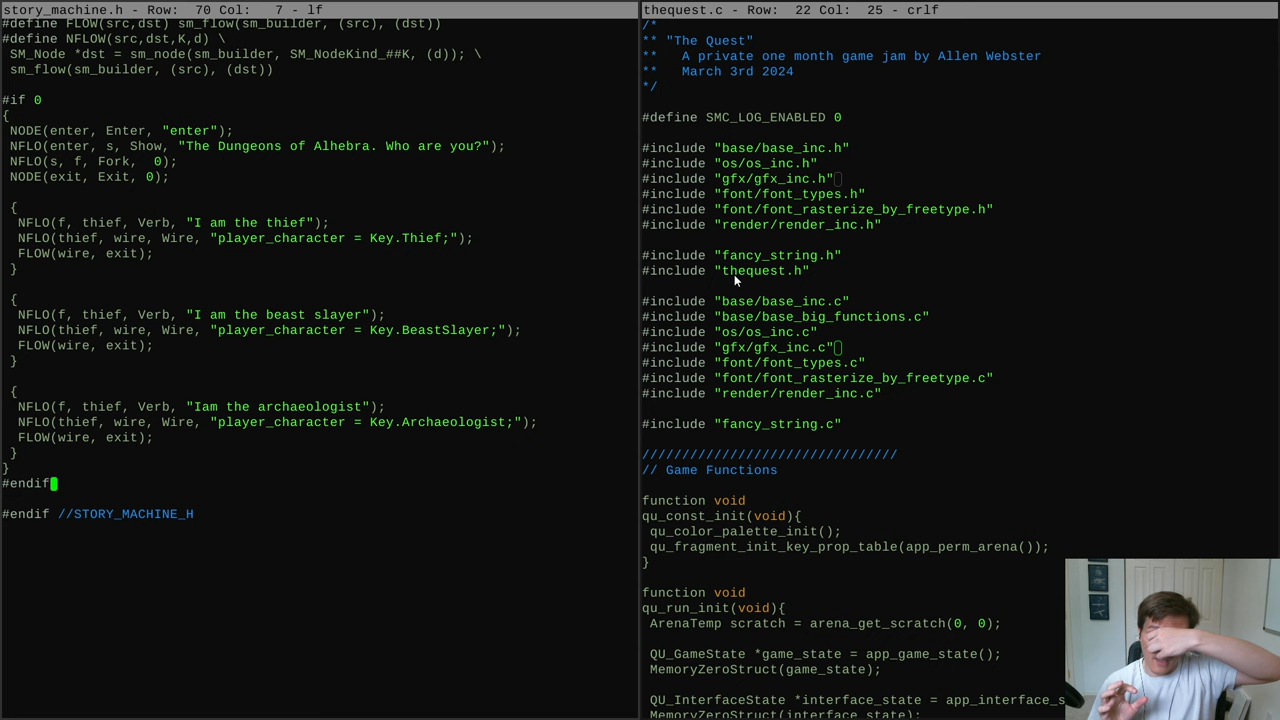 story_machine.h - Row:  70 Col:   7 - lf
#define FLOW(src,dst) sm_flow(sm_builder, (src), (dst))
#define NFLOW(src,dst,K,d) \
 SM_Node *dst = sm_node(sm_builder, SM_NodeKind_##K, (d)); \
 sm_flow(sm_builder, (src), (dst))
#if 0
{
 NODE(enter, Enter, "enter");
 NFLO(enter, s, Show, "The Dungeons of Alhebra. Who are you?");
 NFLO(s, f, Fork,  0);
 NODE(exit, Exit, 0);
 {
  NFLO(f, thief, Verb, "I am the thief");
  NFLO(thief, wire, Wire, "player_character = Key.Thief;");
  FLOW(wire, exit);
 }
 {
  NFLO(f, thief, Verb, "I am the beast slayer");
  NFLO(thief, wire, Wire, "player_character = Key.BeastSlayer;");
  FLOW(wire, exit);
 }
 {
  NFLO(f, thief, Verb, "Iam the archaeologist");
  NFLO(thief, wire, Wire, "player_character = Key.Archaeologist;");
  FLOW(wire, exit);
 }
}
#endif
#endif //STORY_MACHINE_H
thequest.c - Row:  22 Col:  25 - crlf
/*
** "The Quest"
**   A private one month game jam by Allen Webster
**   March 3rd 2024
*/
#define SMC_LOG_ENABLED 0
#include "base/base_inc.h"
#include "os/os_inc.h"
#include "gfx/gfx_inc.h"
#include "font/font_types.h"
#include "font/font_rasterize_by_freetype.h"
#include "render/render_inc.h"
#include "fancy_string.h"
#include "thequest.h"
#include "base/base_inc.c"
#include "base/base_big_functions.c"
#include "os/os_inc.c"
#include "gfx/gfx_inc.c"
#include "font/font_types.c"
#include "font/font_rasterize_by_freetype.c"
#include "render/render_inc.c"
#include "fancy_string.c"
////////////////////////////////
// Game Functions
function void
qu_const_init(void){
 qu_color_palette_init();
 qu_fragment_init_key_prop_table(app_perm_arena());
}
function void
qu_run_init(void){
 ArenaTemp scratch = arena_get_scratch(0, 0);
 QU_GameState *game_state = app_game_state();
 MemoryZeroStruct(game_state);
 QU_InterfaceState *interface_state = app_interface_s
 MemoryZeroStruct(interface_state);